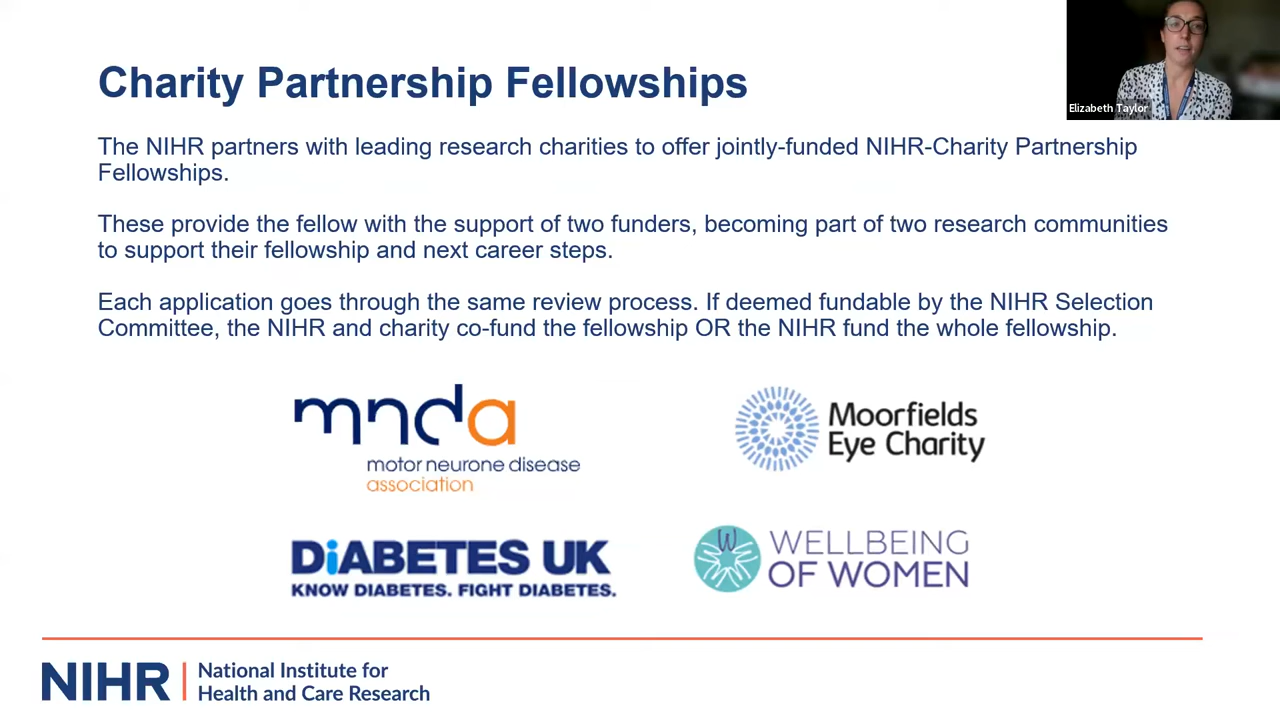 Charity Partnership Fellowships
Elizabeth Taylor
The NIHR partners with leading research charities to offer jointly-funded NIHR-Charity Partnership
Fellowships.
These provide the fellow with the support of two funders, becoming part of two research communities
to support their fellowship and next career steps.
Each application goes through the same review process. If deemed fundable by the NIHR Selection
Committee, the NIHR and charity co-fund the fellowship OR the NIHR fund the whole fellowship.
mnda
motor neurone disease
association
Moorfields
Eye Charity
DiABETES UK
KNOW DIABETES. FIGHT DIABETES.
WELLBEING
OF WOMEN
NIHR | National Institute for
Health and Care Research